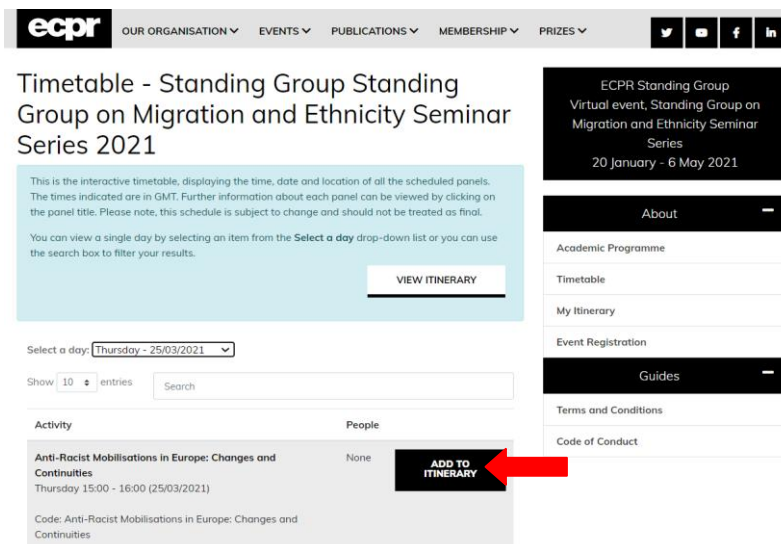 ecpr OUR ORGANISATION EVENTS PUBLICATIONS MEMBERSHIP PRIZES
Timetable - Standing Group Standing
Group on Migration and Ethnicity Seminar
Series 2021
This is the interactive timetable, displaying the time, date and location of all the scheduled panels.
The times indicated are in GMT. Further information about each panel can be viewed by clicking on
the panel title. Please note, this schedule is subject to change and should not be treated as final.
You can view a single day by selecting an item from the Select a day drop-down list or you can use
the search box to filter your results.
VIEW ITINERARY
Select a day: Thursday - 25/03/2021
Show 10 entries Search
Activity People
Anti-Racist Mobilisations in Europe: Changes and
Continuities
Thursday 15:00 - 16:00 (25/03/2021)
None
ADD TO
ITINERARY
Code: Anti-Racist Mobilisations in Europe: Changes and
Continuities
ECPR Standing Group
Virtual event, Standing Group on
Migration and Ethnicity Seminar
Series
20 January - 6 May 2021
About
Academic Programme
Timetable
My Itinerary
Event Registration
Guides
Terms and Conditions
Code of Conduct